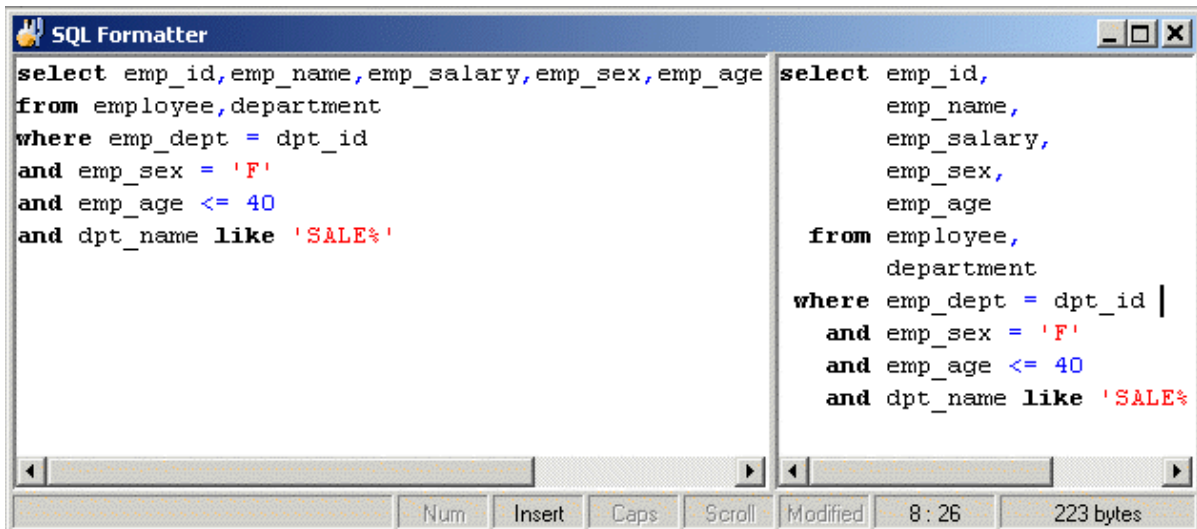 SQL Formatter
select emp_id,emp_name,emp_salary,emp_sex,emp_age
from employee,department
where emp_dept = dpt_id
and emp_sex = 'F'
and emp_age <= 40
and dpt_name like 'SALE%'
select emp_id,
emp_name,
emp_salary,
emp_sex,
emp_age
from employee,
department
where emp_dept = dpt_id
and emp_sex = 'F'
and emp_age <= 40
and dpt_name like 'SALE%
Num Insert Caps Scroll Modified 8 : 26 223 bytes